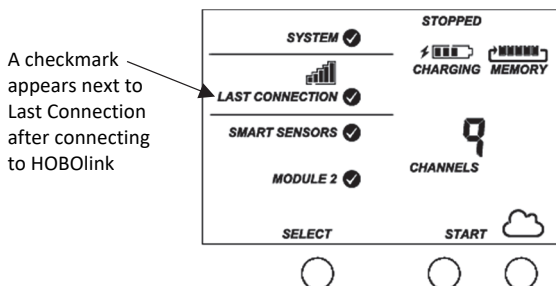 A checkmark
appears next to
Last Connection
after connecting
to HOBOlink
SYSTEM
LAST CONNECTION
SMART SENSORS
MODULE 2
SELECT
STOPPED
CHARGING MEMORY
9
CHANNELS
START